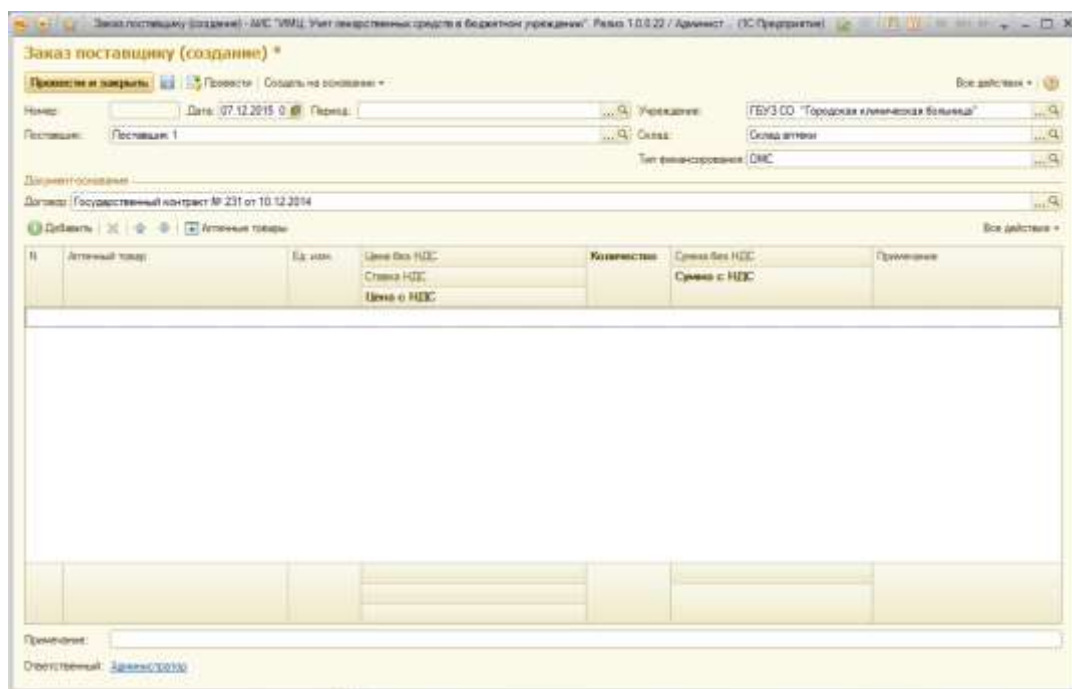 Заказ поставщику (создание) - АИС "ИМЦ: Учет лекарственных средств в бюджетном учреждении". Релиз 1.0.0.22 / Админист... (1С:Предприятие)
Заказ поставщику (создание) *
Провести и закрыть Провести Создать на основании Все действия
Номер: Дата: 07.12.2015 0 Период: ... Учреждение: ГБУЗ СО "Городская клиническая больница" ...
Поставщик: Поставщик 1 ... Склад: Склад аптеки ...
Тип финансирования: ОМС ...
Документ-основание
Договор: Государственный контракт № 231 от 10.12.2014 ...
Добавить Аптечные товары Все действия
N Аптечный товар Ед. изм. Цена без НДС Количество Сумма без НДС Примечание
Ставка НДС Сумма с НДС
Цена с НДС
Примечание:
Ответственный: Администратор